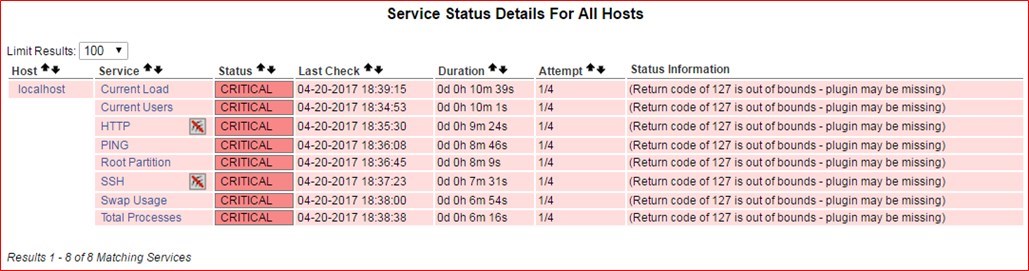 Service Status Details For All Hosts
Limit Results: 100
Host Service Status Last Check Duration Attempt Status Information
localhost Current Load CRITICAL 04-20-2017 18:39:15 0d 0h 10m 39s 1/4 (Return code of 127 is out of bounds - plugin may be missing)
Current Users CRITICAL 04-20-2017 18:34:53 0d 0h 10m 1s 1/4 (Return code of 127 is out of bounds - plugin may be missing)
HTTP CRITICAL 04-20-2017 18:35:30 0d 0h 9m 24s 1/4 (Return code of 127 is out of bounds - plugin may be missing)
PING CRITICAL 04-20-2017 18:36:08 0d 0h 8m 46s 1/4 (Return code of 127 is out of bounds - plugin may be missing)
Root Partition CRITICAL 04-20-2017 18:36:45 0d 0h 8m 9s 1/4 (Return code of 127 is out of bounds - plugin may be missing)
SSH CRITICAL 04-20-2017 18:37:23 0d 0h 7m 31s 1/4 (Return code of 127 is out of bounds - plugin may be missing)
Swap Usage CRITICAL 04-20-2017 18:38:00 0d 0h 6m 54s 1/4 (Return code of 127 is out of bounds - plugin may be missing)
Total Processes CRITICAL 04-20-2017 18:38:38 0d 0h 6m 16s 1/4 (Return code of 127 is out of bounds - plugin may be missing)
Results 1 - 8 of 8 Matching Services